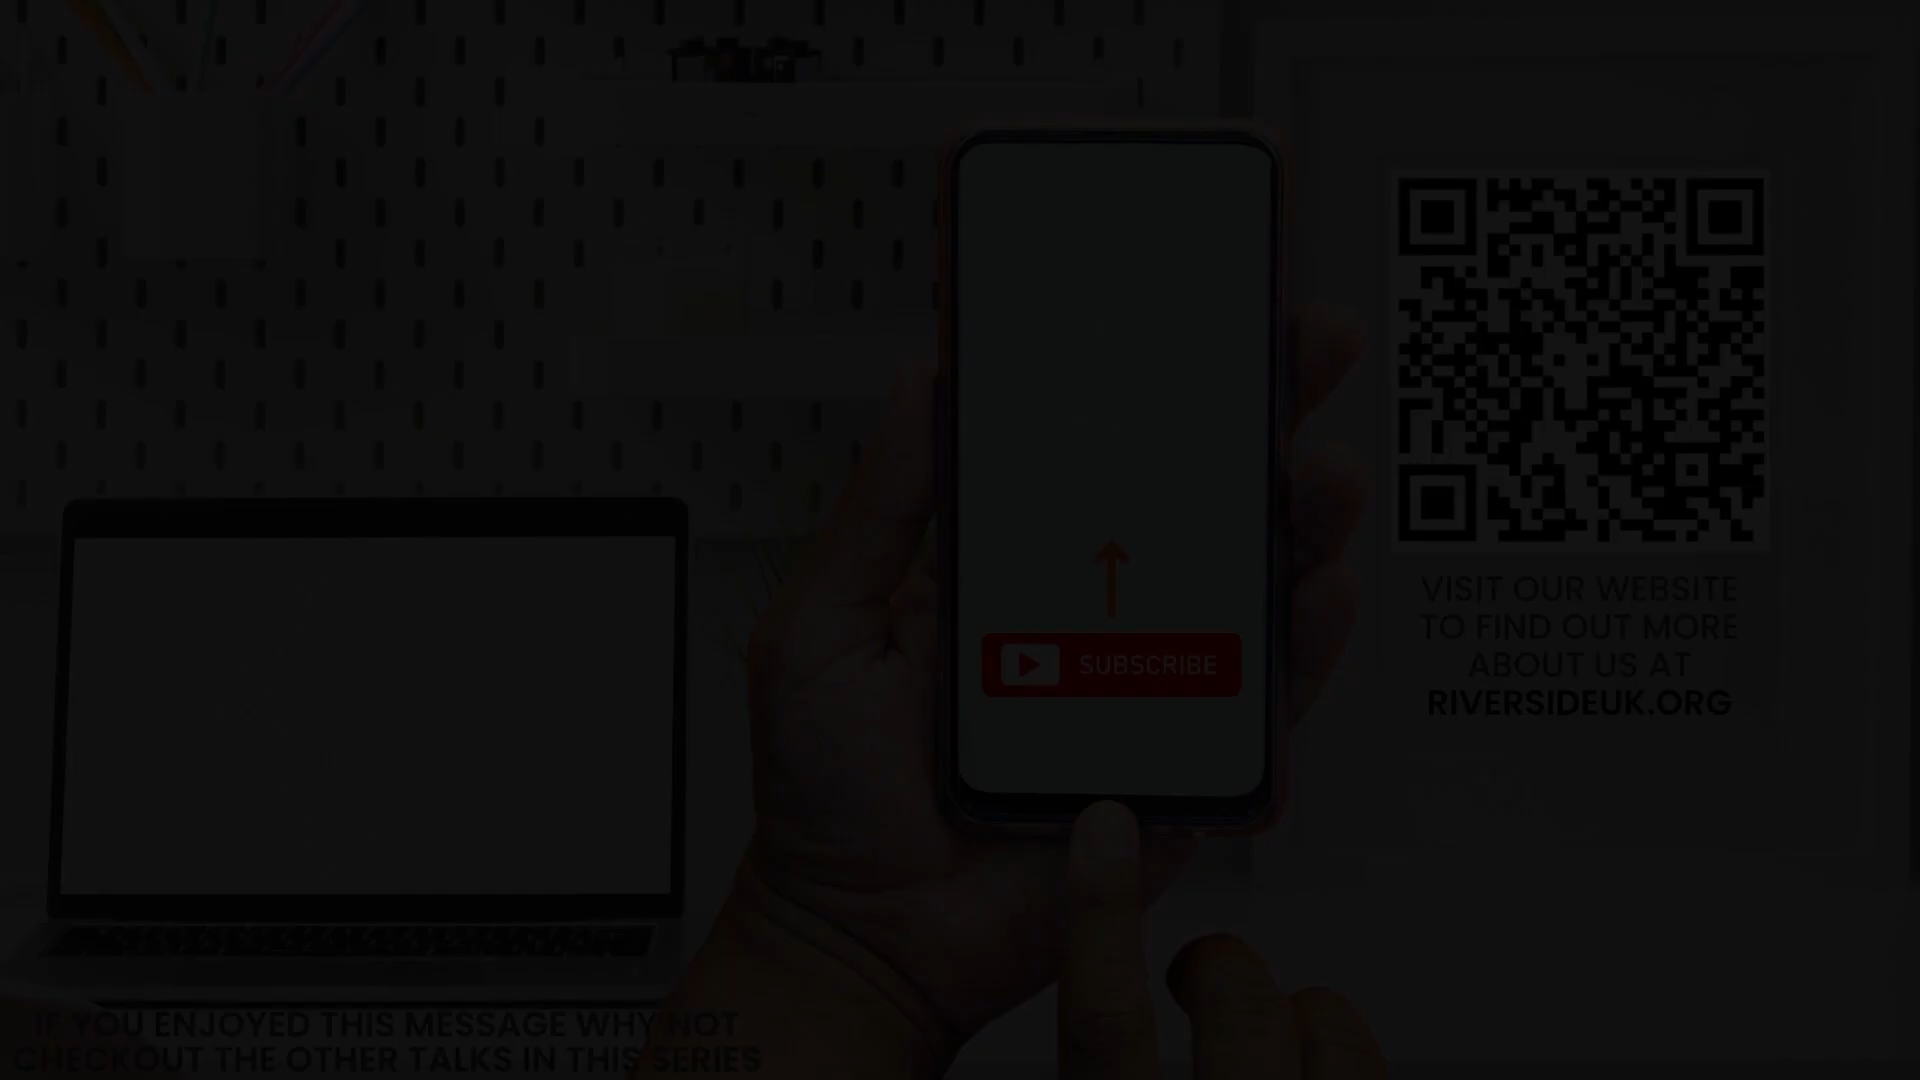 SUBSCRIBE
VISIT OUR WEBSITE
TO FIND OUT MORE
ABOUT US AT
RIVERSIDEUK.ORG
IF YOU ENJOYED THIS MESSAGE WHY NOT
CHECKOUT THE OTHER TALKS IN THIS SERIES